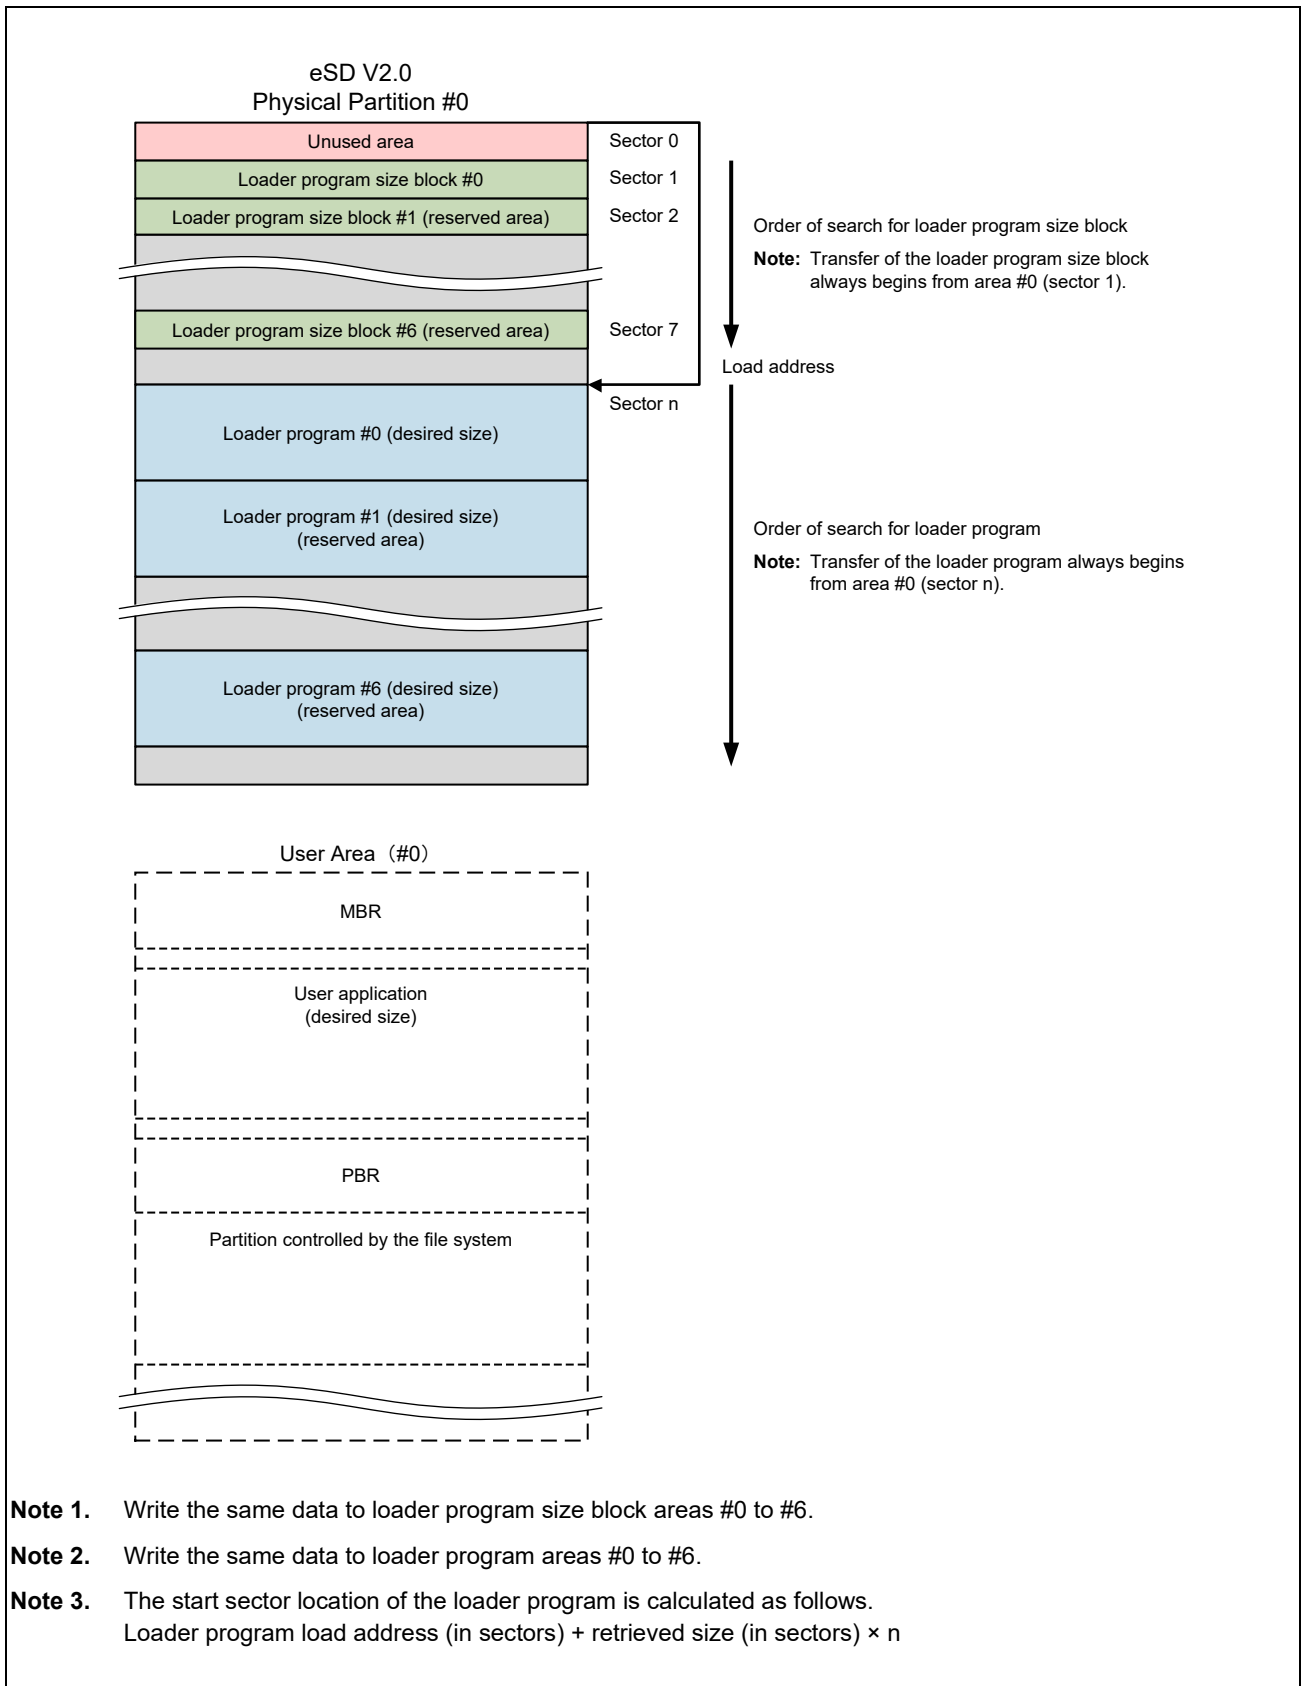 eSD V2.0
Physical Partition #0
Unused area
Sector 0
Loader program size block #0
Sector 1
Loader program size block #1 (reserved area)
Sector 2
Order of search for loader program size block
Note: Transfer of the loader program size block
always begins from area #0 (sector 1).
Loader program size block #6 (reserved area)
Sector 7
Load address
Sector n
Loader program #0 (desired size)
Loader program #1 (desired size)
(reserved area)
Order of search for loader program
Note: Transfer of the loader program always begins
from area #0 (sector n).
Loader program #6 (desired size)
(reserved area)
User Area（#0）
MBR
User application
(desired size)
PBR
Partition controlled by the file system
Note 1. Write the same data to loader program size block areas #0 to #6.
Note 2. Write the same data to loader program areas #0 to #6.
Note 3. The start sector location of the loader program is calculated as follows.
Loader program load address (in sectors) + retrieved size (in sectors) × n